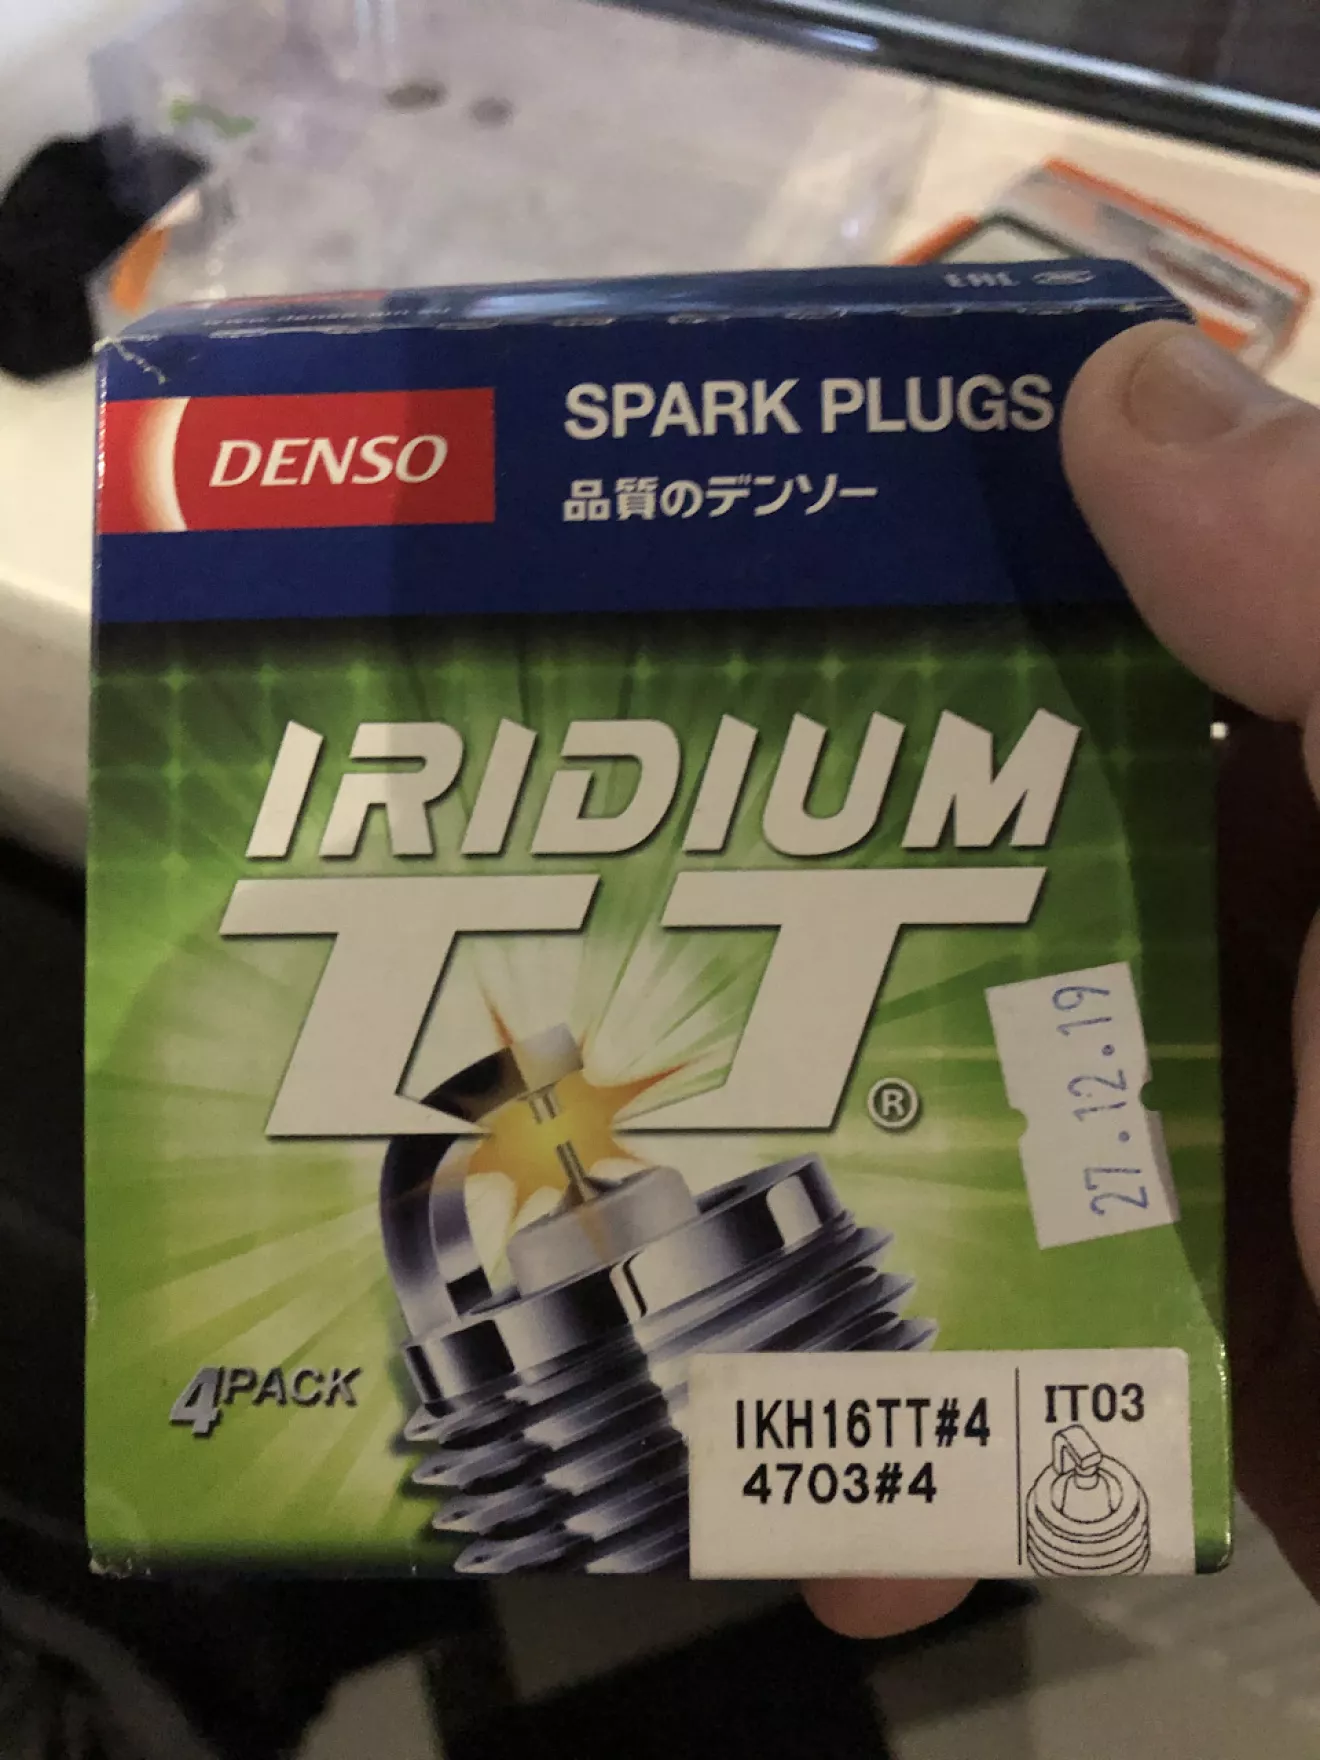 EAC
DENSO
SPARK PLUGS
品質のデンソー
IRIDIUM
TT®
27.12.19
4PACK
IKH16TT#4
4703#4
IT03